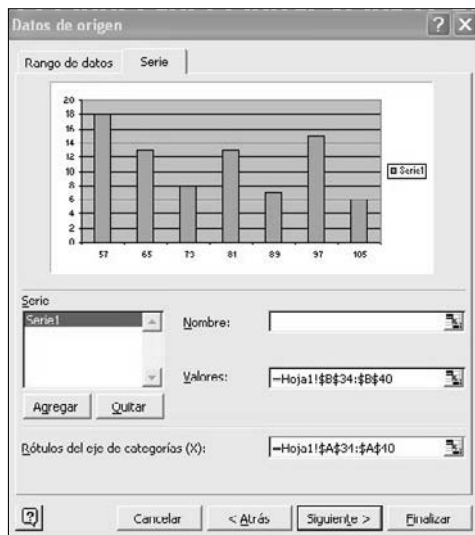 Datos de origen
Rango de datos Serie
20
18
16
14
12
10
8
6
4
2
0
57 65 73 81 89 97 105
Serie1
Serie
Serie1
Nombre:
Valores: =Hoja1!$B$34:$B$40
Agregar Quitar
Rótulos del eje de categorías (X): =Hoja1!$A$34:$A$40
Cancelar < Atrás Siguiente > Finalizar